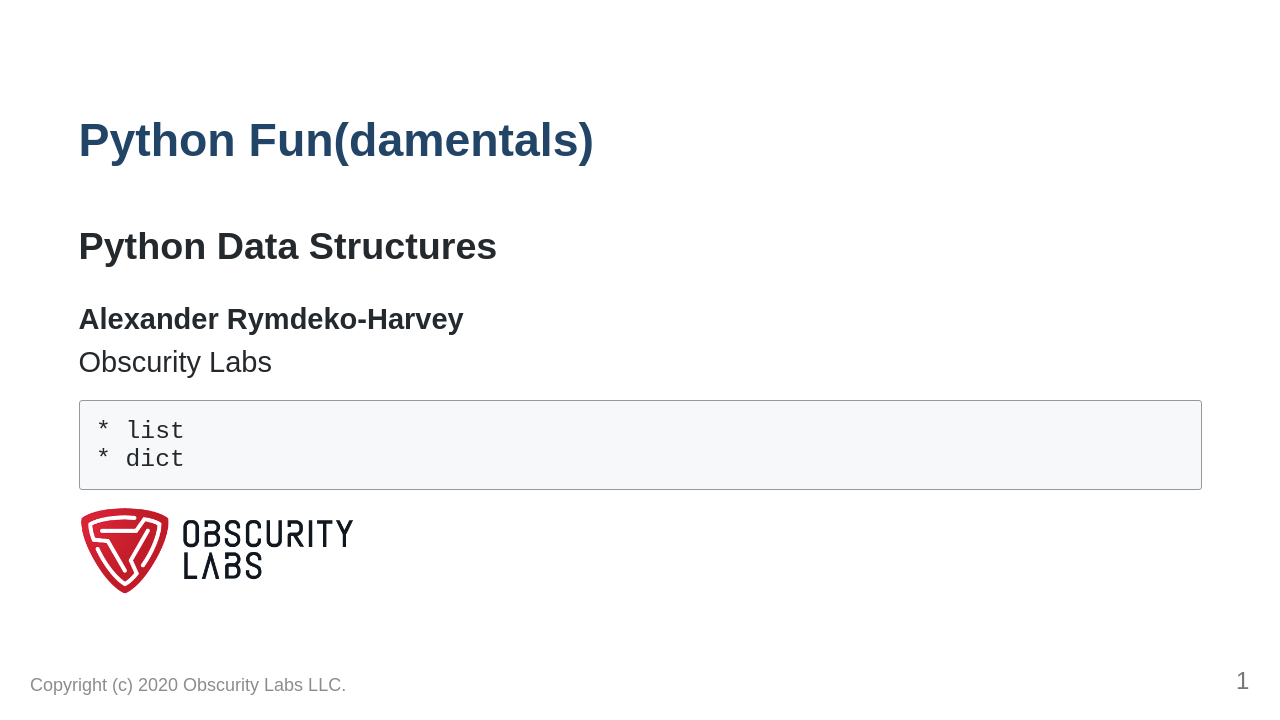 Python Fun(damentals)
Python Data Structures
Alexander Rymdeko-Harvey
Obscurity Labs
* list
* dict
OBSCURITY
LABS
Copyright (c) 2020 Obscurity Labs LLC.
1